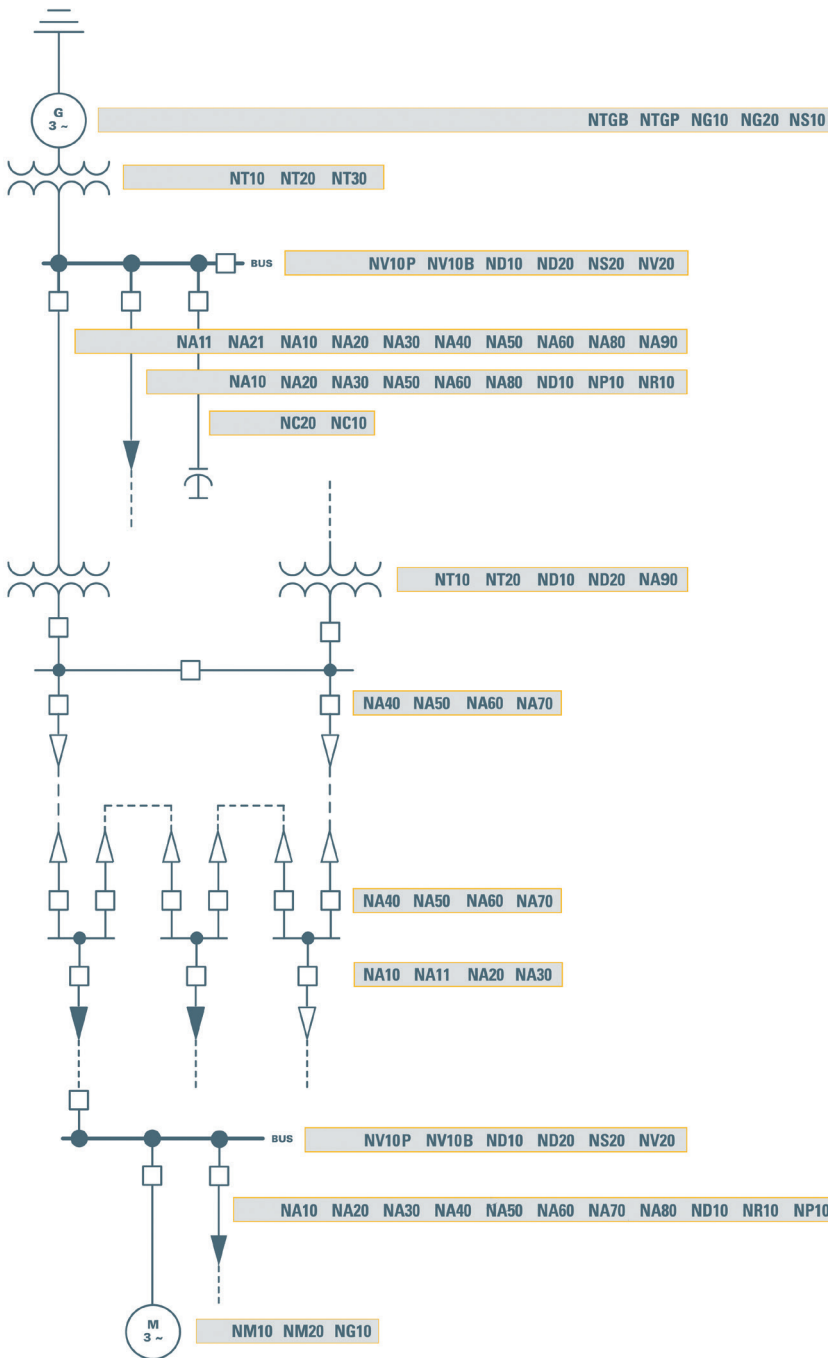 G
3 ~
NTGB NTGP NG10 NG20 NS10
NT10 NT20 NT30
BUS
NV10P NV10B ND10 ND20 NS20 NV20
NA11 NA21 NA10 NA20 NA30 NA40 NA50 NA60 NA80 NA90
NA10 NA20 NA30 NA50 NA60 NA80 ND10 NP10 NR10
NC20 NC10
NT10 NT20 ND10 ND20 NA90
NA40 NA50 NA60 NA70
NA40 NA50 NA60 NA70
NA10 NA11 NA20 NA30
BUS
NV10P NV10B ND10 ND20 NS20 NV20
NA10 NA20 NA30 NA40 NA50 NA60 NA70 NA80 ND10 NR10 NP10
M
3 ~
NM10 NM20 NG10